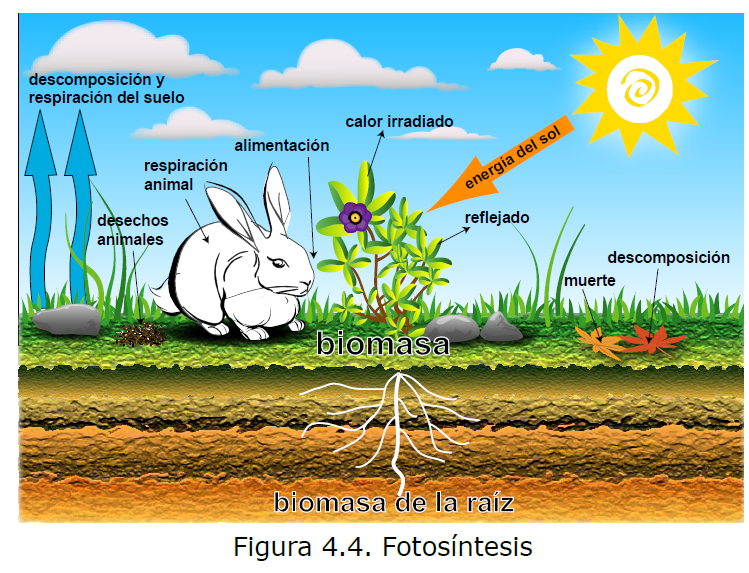 descomposición y
respiración del suelo
calor irradiado
alimentación
energía del sol
respiración
animal
desechos
animales
reflejado
descomposición
muerte
biomasa
biomasa de la raíz
Figura 4.4. Fotosíntesis